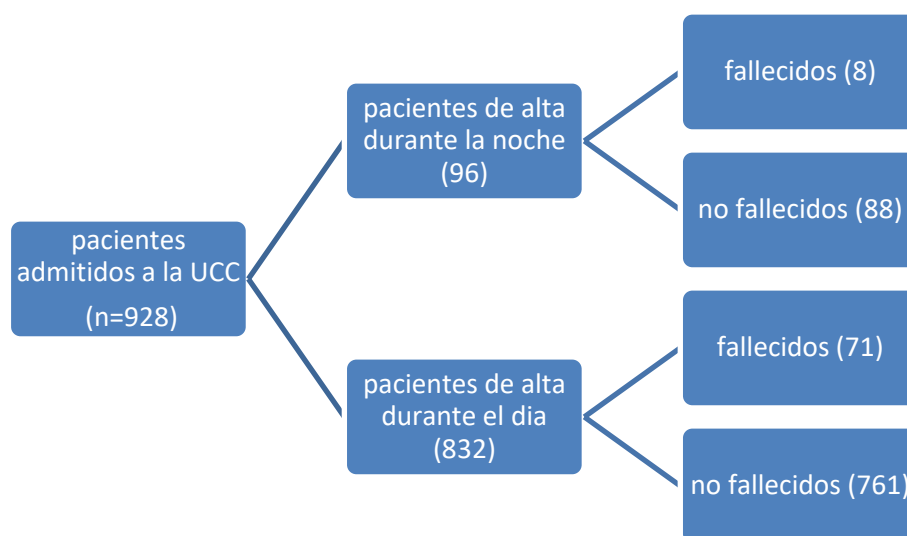 pacientes
admitidos a la UCC
(n=928)
pacientes de alta
durante la noche
(96)
fallecidos (8)
no fallecidos (88)
pacientes de alta
durante el dia
(832)
fallecidos (71)
no fallecidos (761)